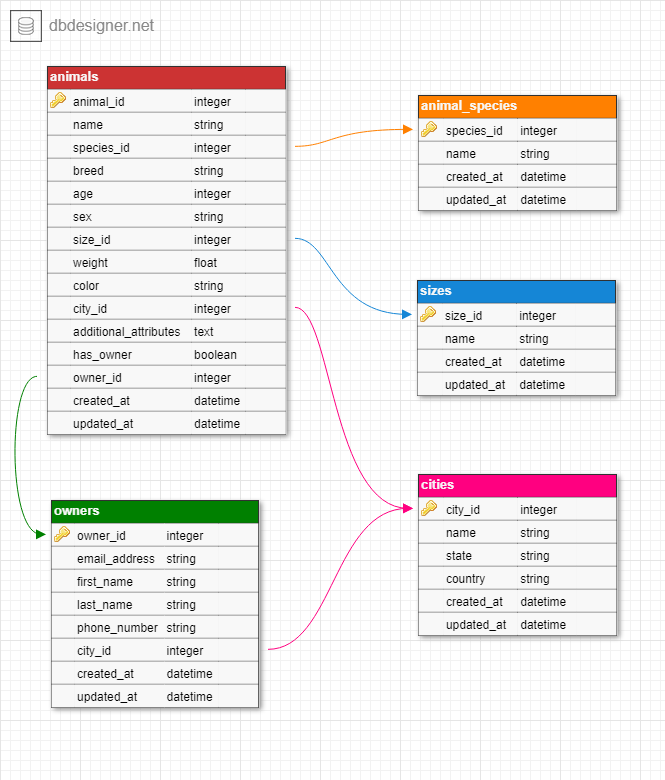 dbdesigner.net
animals
animal_id integer
name string
species_id integer
breed string
age integer
sex string
size_id integer
weight float
color string
city_id integer
additional_attributes text
has_owner boolean
owner_id integer
created_at datetime
updated_at datetime
animal_species
species_id integer
name string
created_at datetime
updated_at datetime
sizes
size_id integer
name string
created_at datetime
updated_at datetime
owners
owner_id integer
email_address string
first_name string
last_name string
phone_number string
city_id integer
created_at datetime
updated_at datetime
cities
city_id integer
name string
state string
country string
created_at datetime
updated_at datetime